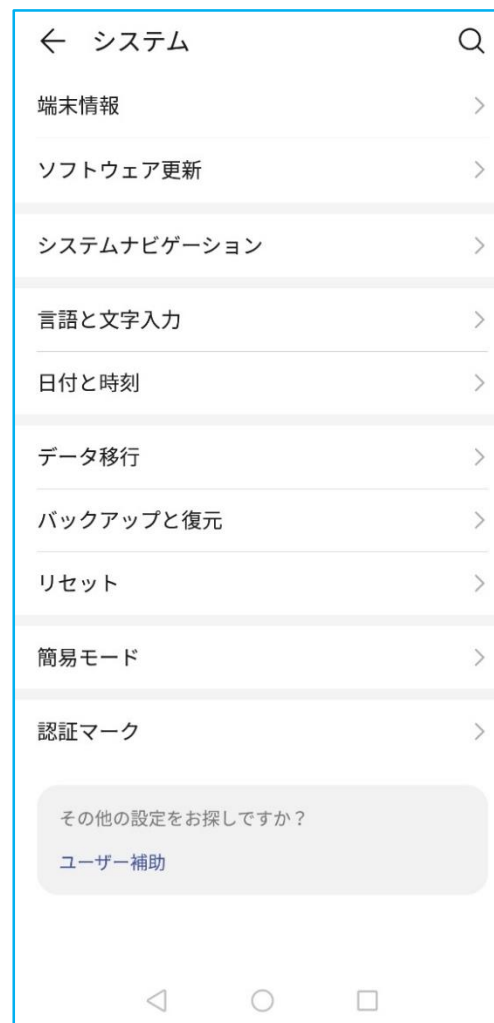 システム
端末情報
ソフトウェア更新
システムナビゲーション
言語と文字入力
日付と時刻
データ移行
バックアップと復元
リセット
簡易モード
認証マーク
その他の設定をお探しですか？
ユーザー補助